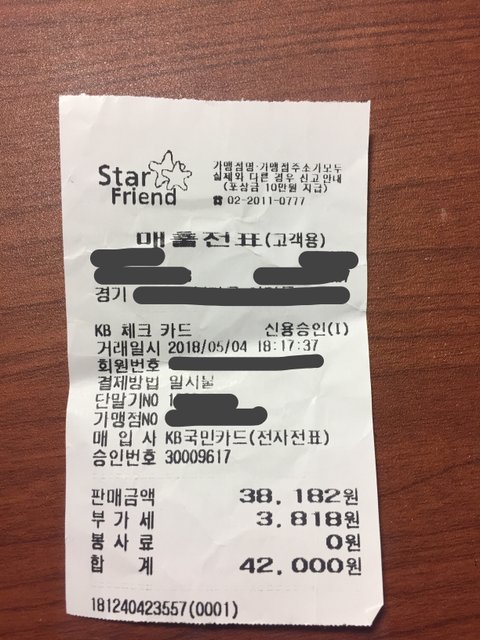 Star
Friend
가맹점명·가맹점주소가모두
실제와 다른 경우 신고안내
(포상금 10만원 지급)
☎ 02-2011-0777
매출전표(고객용)
경기
KB 체크 카드 신용승인(I)
거래일시 2018/05/04 18:17:37
회원번호
결제방법 일시불
단말기NO 1
가맹점NO
매 입 사 KB국민카드(전자전표)
승인번호 30009617
판매금액 38,182원
부 가 세 3,818원
봉 사 료 0원
합 계 42,000원
181240423557(0001)